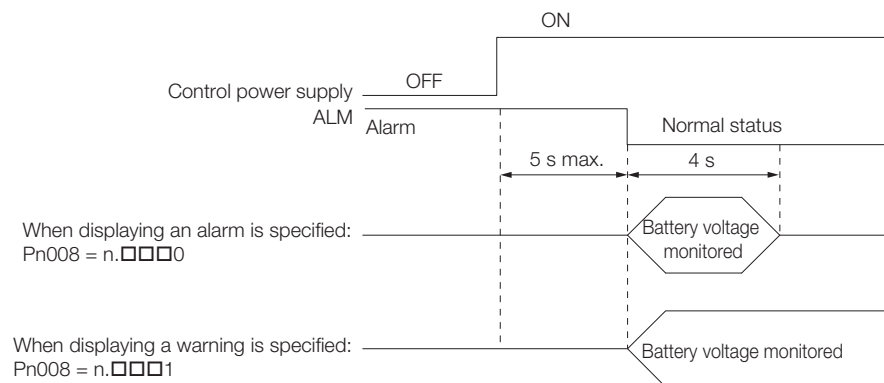 ON
OFF
Control power supply
ALM
Alarm
Normal status
5 s max.
4 s
When displaying an alarm is specified:
Pn008 = n.□□□0
Battery voltage
monitored
When displaying a warning is specified:
Pn008 = n.□□□1
Battery voltage monitored